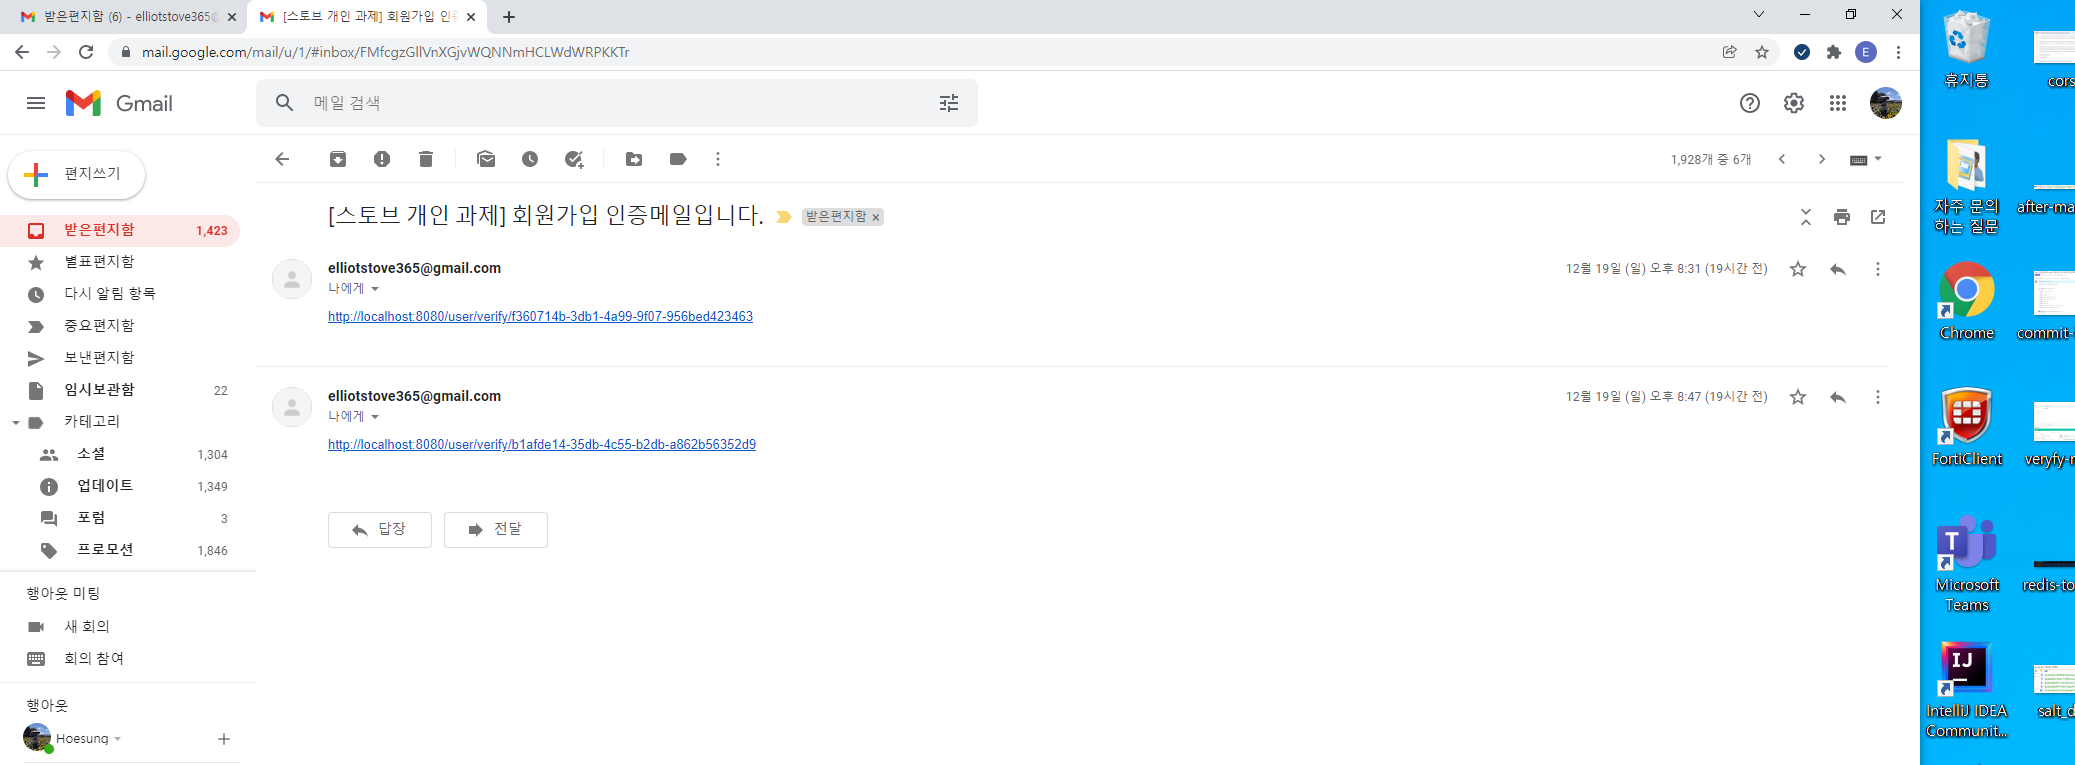 받은편지함 (6) - elliotstove365@
[스토브 개인 과제] 회원가입 인증
mail.google.com/mail/u/1/#inbox/FMfcgzGllVnXGjvWQNNmHCLWdWRPKKTr
E
Gmail
메일 검색
편지쓰기
1,928개 중 6개
받은편지함 1,423
별표편지함
다시 알림 항목
중요편지함
보낸편지함
임시보관함 22
카테고리
소셜 1,304
업데이트 1,349
포럼 3
프로모션 1,846
행아웃 미팅
새 회의
회의 참여
행아웃
Hoesung
[스토브 개인 과제] 회원가입 인증메일입니다. 받은편지함 ×
elliotstove365@gmail.com 12월 19일 (일) 오후 8:31 (19시간 전)
나에게
http://localhost:8080/user/verify/f360714b-3db1-4a99-9f07-956bed423463
elliotstove365@gmail.com 12월 19일 (일) 오후 8:47 (19시간 전)
나에게
http://localhost:8080/user/verify/b1afde14-35db-4c55-b2db-a862b56352d9
답장 전달
휴지통 cors
자주 문의 after-ma
하는 질문
Chrome commit-
FortiClient veryfy-r
T
Microsoft redis-to
Teams
IJ
IntelliJ IDEA salt_d
Communit...